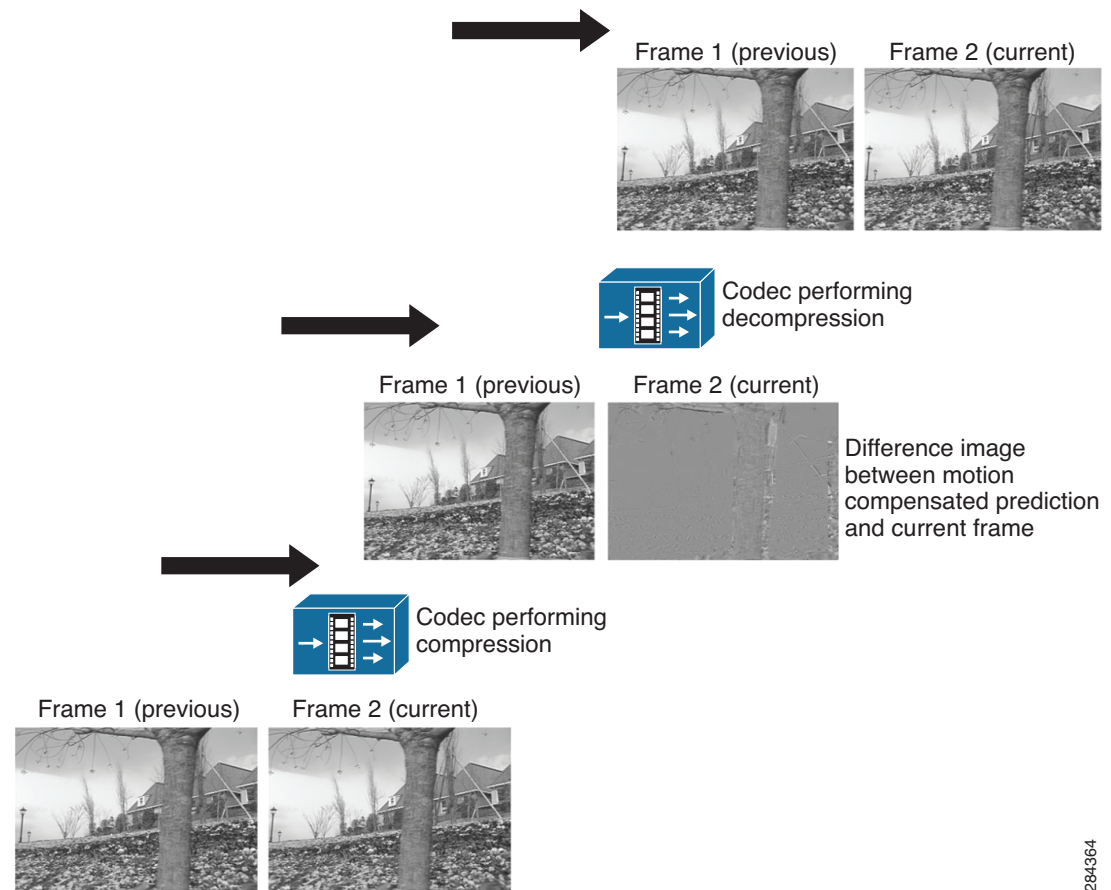 Frame 1 (previous)
Frame 2 (current)
Codec performing
decompression
Frame 1 (previous)
Frame 2 (current)
Difference image
between motion
compensated prediction
and current frame
Codec performing
compression
Frame 1 (previous)
Frame 2 (current)
284364